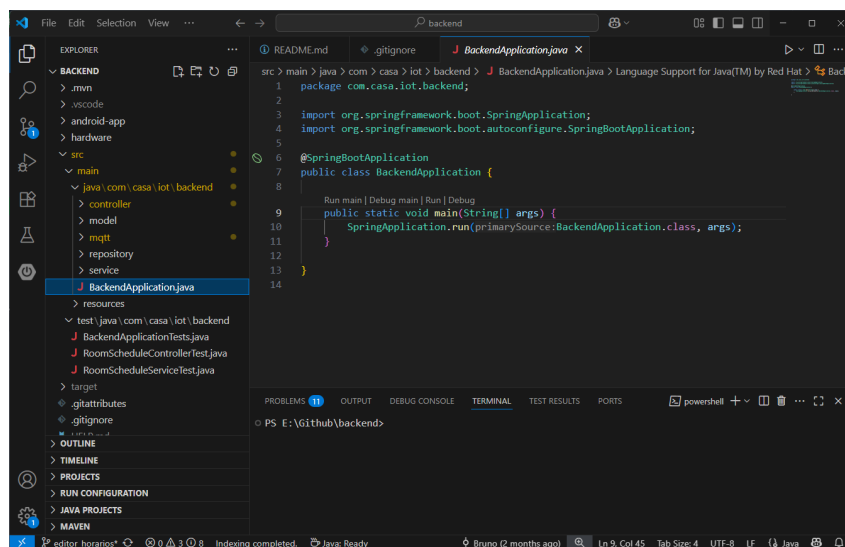 File Edit Selection View ... backend
EXPLORER ...
BACKEND
.mvn
.vscode
android-app
hardware
src
main
java\com\casa\iot\backend
controller
model
mqtt
repository
service
J BackendApplication.java
resources
test\java\com\casa\iot\backend
J BackendApplicationTests.java
J RoomScheduleControllerTest.java
J RoomScheduleServiceTest.java
target
.gitattributes
.gitignore
OUTLINE
TIMELINE
PROJECTS
RUN CONFIGURATION
JAVA PROJECTS
MAVEN
README.md .gitignore J BackendApplication.java
src > main > java > com > casa > iot > backend > J BackendApplication.java > Language Support for Java(TM) by Red Hat >
1 package com.casa.iot.backend;
2
3 import org.springframework.boot.SpringApplication;
4 import org.springframework.boot.autoconfigure.SpringBootApplication;
5
6 @SpringBootApplication
7 public class BackendApplication {
8
Run main | Debug main | Run | Debug
9 public static void main(String[] args) {
10 SpringApplication.run(primarySource:BackendApplication.class, args);
11 }
12
13 }
14
PROBLEMS 11 OUTPUT DEBUG CONSOLE TERMINAL TEST RESULTS PORTS powershell
PS E:\Github\backend>
editor horarios* 0 3 8 Indexing completed. Java: Ready Bruno (2 months ago) Ln 9, Col 45 Tab Size: 4 UTF-8 LF Java